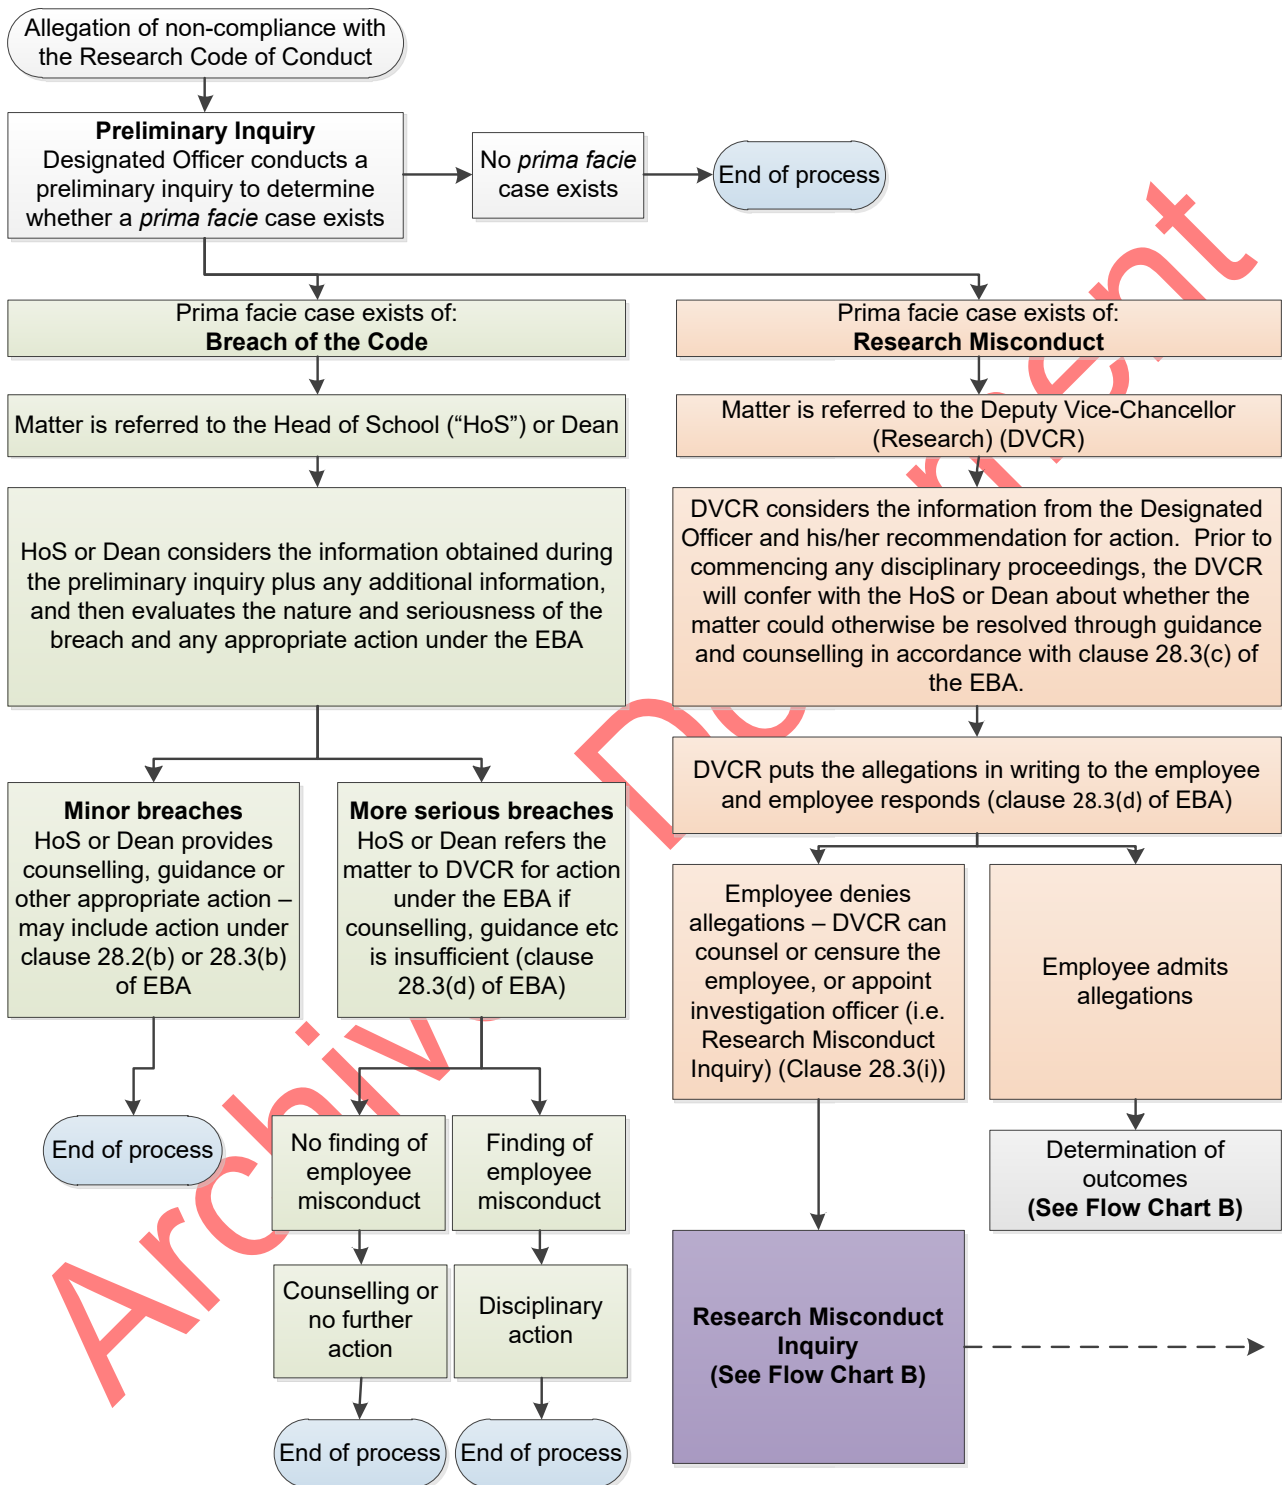 Allegation of non-compliance with
the Research Code of Conduct
Preliminary Inquiry
Designated Officer conducts a
preliminary inquiry to determine
whether a prima facie case exists
No prima facie
case exists
End of process
Prima facie case exists of:
Breach of the Code
Prima facie case exists of:
Research Misconduct
Matter is referred to the Head of School (“HoS”) or Dean
Matter is referred to the Deputy Vice-Chancellor
(Research) (DVCR)
HoS or Dean considers the information obtained during
the preliminary inquiry plus any additional information,
and then evaluates the nature and seriousness of the
breach and any appropriate action under the EBA
DVCR considers the information from the Designated
Officer and his/her recommendation for action.  Prior to
commencing any disciplinary proceedings, the DVCR
will confer with the HoS or Dean about whether the
matter could otherwise be resolved through guidance
and counselling in accordance with clause 28.3(c) of
the EBA.
DVCR puts the allegations in writing to the employee
and employee responds (clause 28.3(d) of EBA)
Minor breaches
HoS or Dean provides
counselling, guidance or
other appropriate action –
may include action under
clause 28.2(b) or 28.3(b)
of EBA
More serious breaches
HoS or Dean refers the
matter to DVCR for action
under the EBA if
counselling, guidance etc
is insufficient (clause
28.3(d) of EBA)
Employee denies
allegations – DVCR can
counsel or censure the
employee, or appoint
investigation officer (i.e.
Research Misconduct
Inquiry) (Clause 28.3(i))
Employee admits
allegations
End of process
No finding of
employee
misconduct
Finding of
employee
misconduct
Determination of
outcomes
(See Flow Chart B)
Counselling or
no further
action
Disciplinary
action
Research Misconduct
Inquiry
(See Flow Chart B)
End of process
End of process